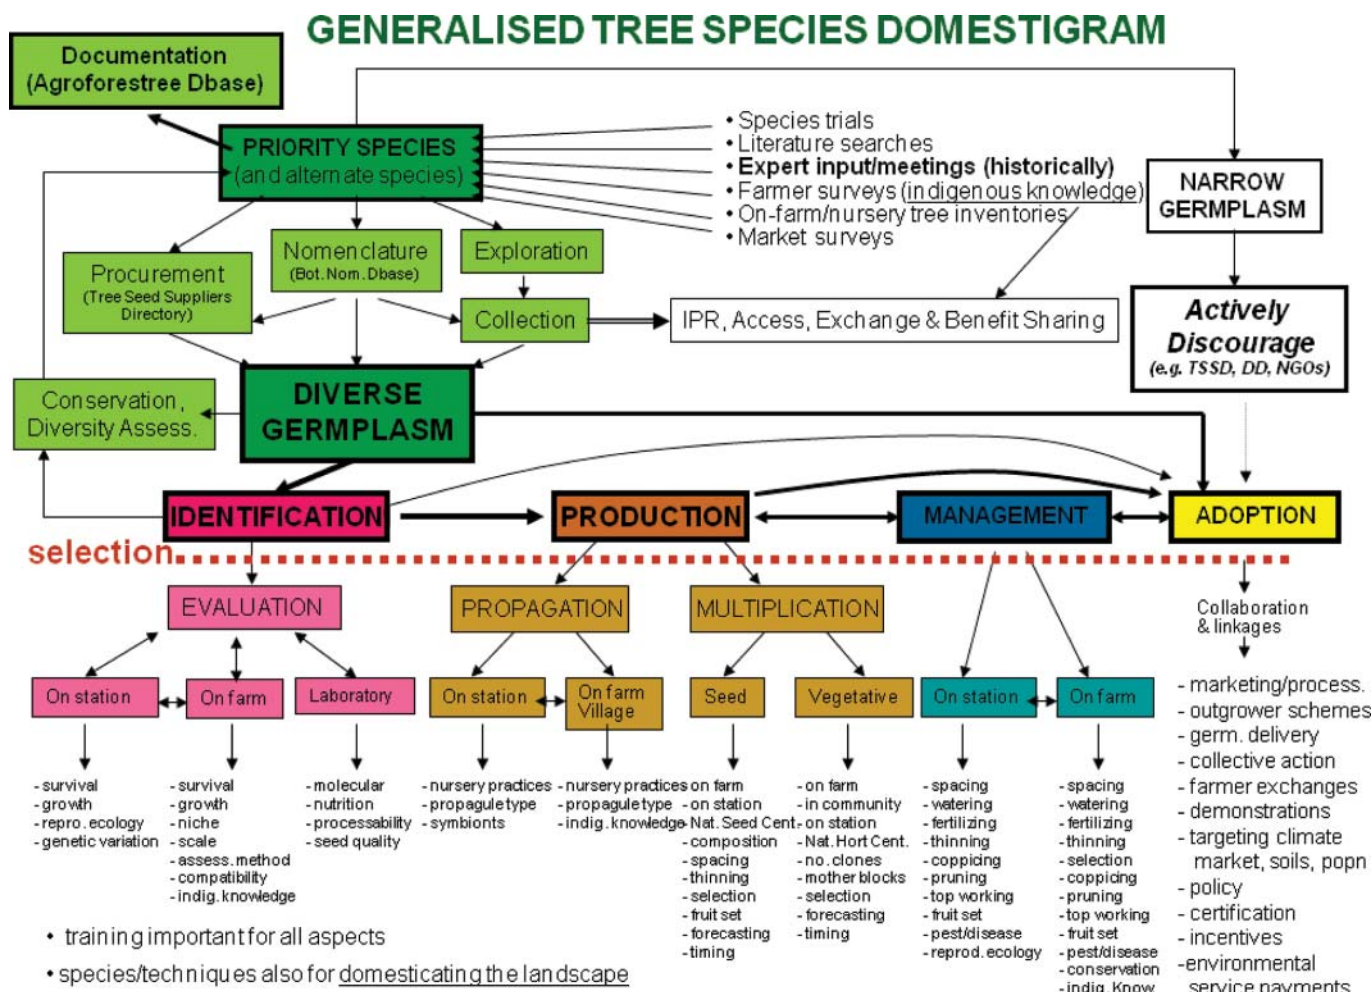 GENERALISED TREE SPECIES DOMESTIGRAM
Documentation
(Agroforestree Dbase)
PRIORITY SPECIES
(and alternate species)
• Species trials
• Literature searches
• Expert input/meetings (historically)
• Farmer surveys (indigenous knowledge)
• On-farm/nursery tree inventories
• Market surveys
NARROW
GERMPLASM
Procurement
(Tree Seed Suppliers
Directory)
Nomenclature
(Bot. Nom. Dbase)
Exploration
Collection
IPR, Access, Exchange & Benefit Sharing
Actively
Discourage
(e.g. TSSD, DD, NGOs)
Conservation,
Diversity Assess.
DIVERSE
GERMPLASM
IDENTIFICATION
PRODUCTION
MANAGEMENT
ADOPTION
selection
EVALUATION
PROPAGATION
MULTIPLICATION
Collaboration
& linkages
On station
On farm
Laboratory
On station
On farm
Village
Seed
Vegetative
On station
On farm
- survival
- growth
- repro. ecology
- genetic variation
- survival
- growth
- niche
- scale
- assess. method
- compatibility
- indig. knowledge
- molecular
- nutrition
- processability
- seed quality
- nursery practices
- propagule type
- symbionts
- nursery practices
- propagule type
- indig. knowledge
- on farm
- on station
- Nat. Seed Cent.
- composition
- spacing
- thinning
- selection
- fruit set
- forecasting
- timing
- on farm
- in community
- on station
- Nat. Hort Cent.
- no. clones
- mother blocks
- selection
- forecasting
- timing
- spacing
- watering
- fertilizing
- thinning
- coppicing
- pruning
- top working
- fruit set
- pest/disease
- reprod. ecology
- spacing
- watering
- fertilizing
- thinning
- selection
- coppicing
- pruning
- top working
- fruit set
- pest/disease
- conservation
- indig. Know.
- marketing/process.
- outgrower schemes
- germ. delivery
- collective action
- farmer exchanges
- demonstrations
- targeting climate
market, soils, popn
- policy
- certification
- incentives
-environmental
service payments
• training important for all aspects
• species/techniques also for domesticating the landscape